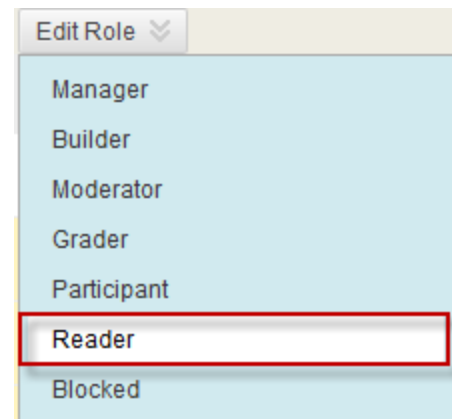 Edit Role
Manager
Builder
Moderator
Grader
Participant
Reader
Blocked